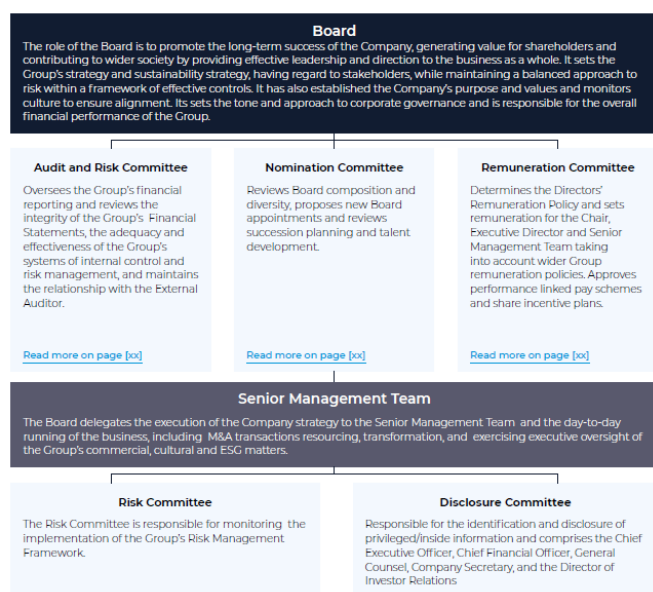 Board
The role of the Board is to promote the long-term success of the Company, generating value for shareholders and
contributing to wider society by providing effective leadership and direction to the business as a whole. It sets the
Group's strategy and sustainability strategy, having regard to stakeholders, while maintaining a balanced approach to
risk within a framework of effective controls. It has also established the Company's purpose and values and monitors
culture to ensure alignment. Its sets the tone and approach to corporate governance and is responsible for the overall
financial performance of the Group.
Audit and Risk Committee
Oversees the Group's financial
reporting and reviews the
integrity of the Group's Financial
Statements, the adequacy and
effectiveness of the Group's
systems of internal control and
risk management, and maintains
the relationship with the External
Auditor.
Read more on page [xx]
Nomination Committee
Reviews Board composition and
diversity, proposes new Board
appointments and reviews
succession planning and talent
development.
Read more on page [xx]
Remuneration Committee
Determines the Directors'
Remuneration Policy and sets
remuneration for the Chair,
Executive Director and Senior
Management Team taking
into account wider Group
remuneration policies. Approves
performance linked pay schemes
and share incentive plans.
Read more on page [xx]
Senior Management Team
The Board delegates the execution of the Company strategy to the Senior Management Team and the day-to-day
running of the business, including M&A transactions resourcing, transformation, and exercising executive oversight of
the Group's commercial, cultural and ESG matters.
Risk Committee
The Risk Committee is responsible for monitoring the
implementation of the Group's Risk Management
Framework.
Disclosure Committee
Responsible for the identification and disclosure of
privileged/inside information and comprises the Chief
Executive Officer, Chief Financial Officer, General
Counsel, Company Secretary, and the Director of
Investor Relations